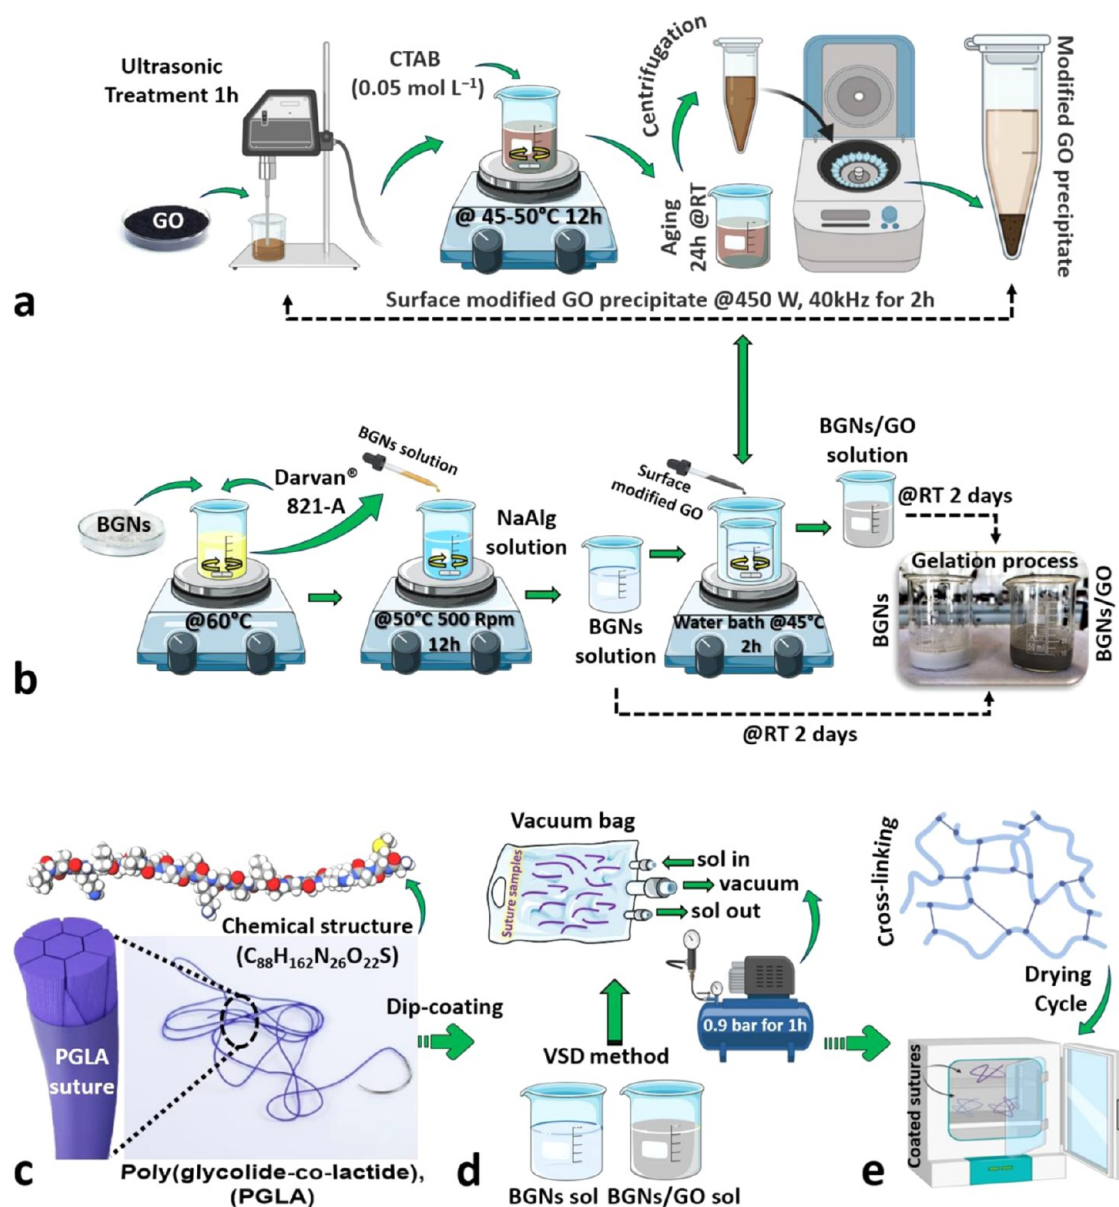 Ultrasonic
Treatment 1h
GO
CTAB
(0.05 mol L⁻¹)
@ 45-50°C 12h
Centrifugation
Aging
24h @RT
Modified GO precipitate
a
Surface modified GO precipitate @450 W, 40kHz for 2h
BGNs
Darvan®
821-A
@60°C
BGNs solution
NaAlg
solution
@50°C 500 Rpm
12h
BGNs
solution
Surface
modified GO
Water bath @45°C
2h
BGNs/GO
solution
@RT 2 days
Gelation process
BGNs
BGNs/GO
b
@RT 2 days
Chemical structure
(C₈₈H₁₆₂N₂₆O₂₂S)
PGLA
suture
c
Poly(glycolide-co-lactide),
(PGLA)
Dip-coating
Vacuum bag
suture samples
sol in
vacuum
sol out
0.9 bar for 1h
VSD method
d
BGNs sol
BGNs/GO sol
Cross-linking
Drying
Cycle
Coated sutures
e